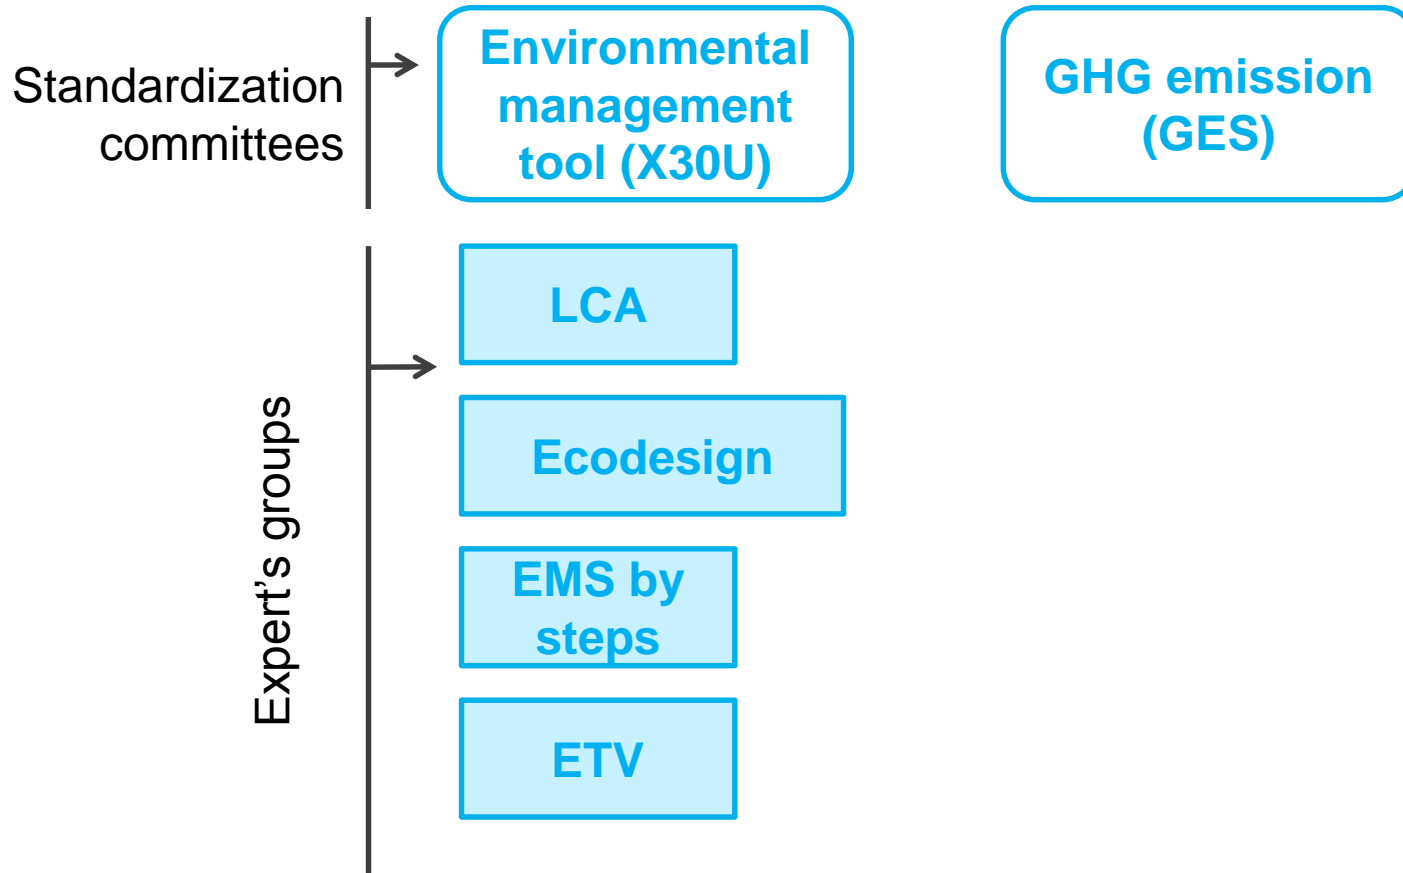 Standardization
committees
Environmental
management
tool (X30U)
GHG emission
(GES)
Expert's groups
LCA
Ecodesign
EMS by
steps
ETV